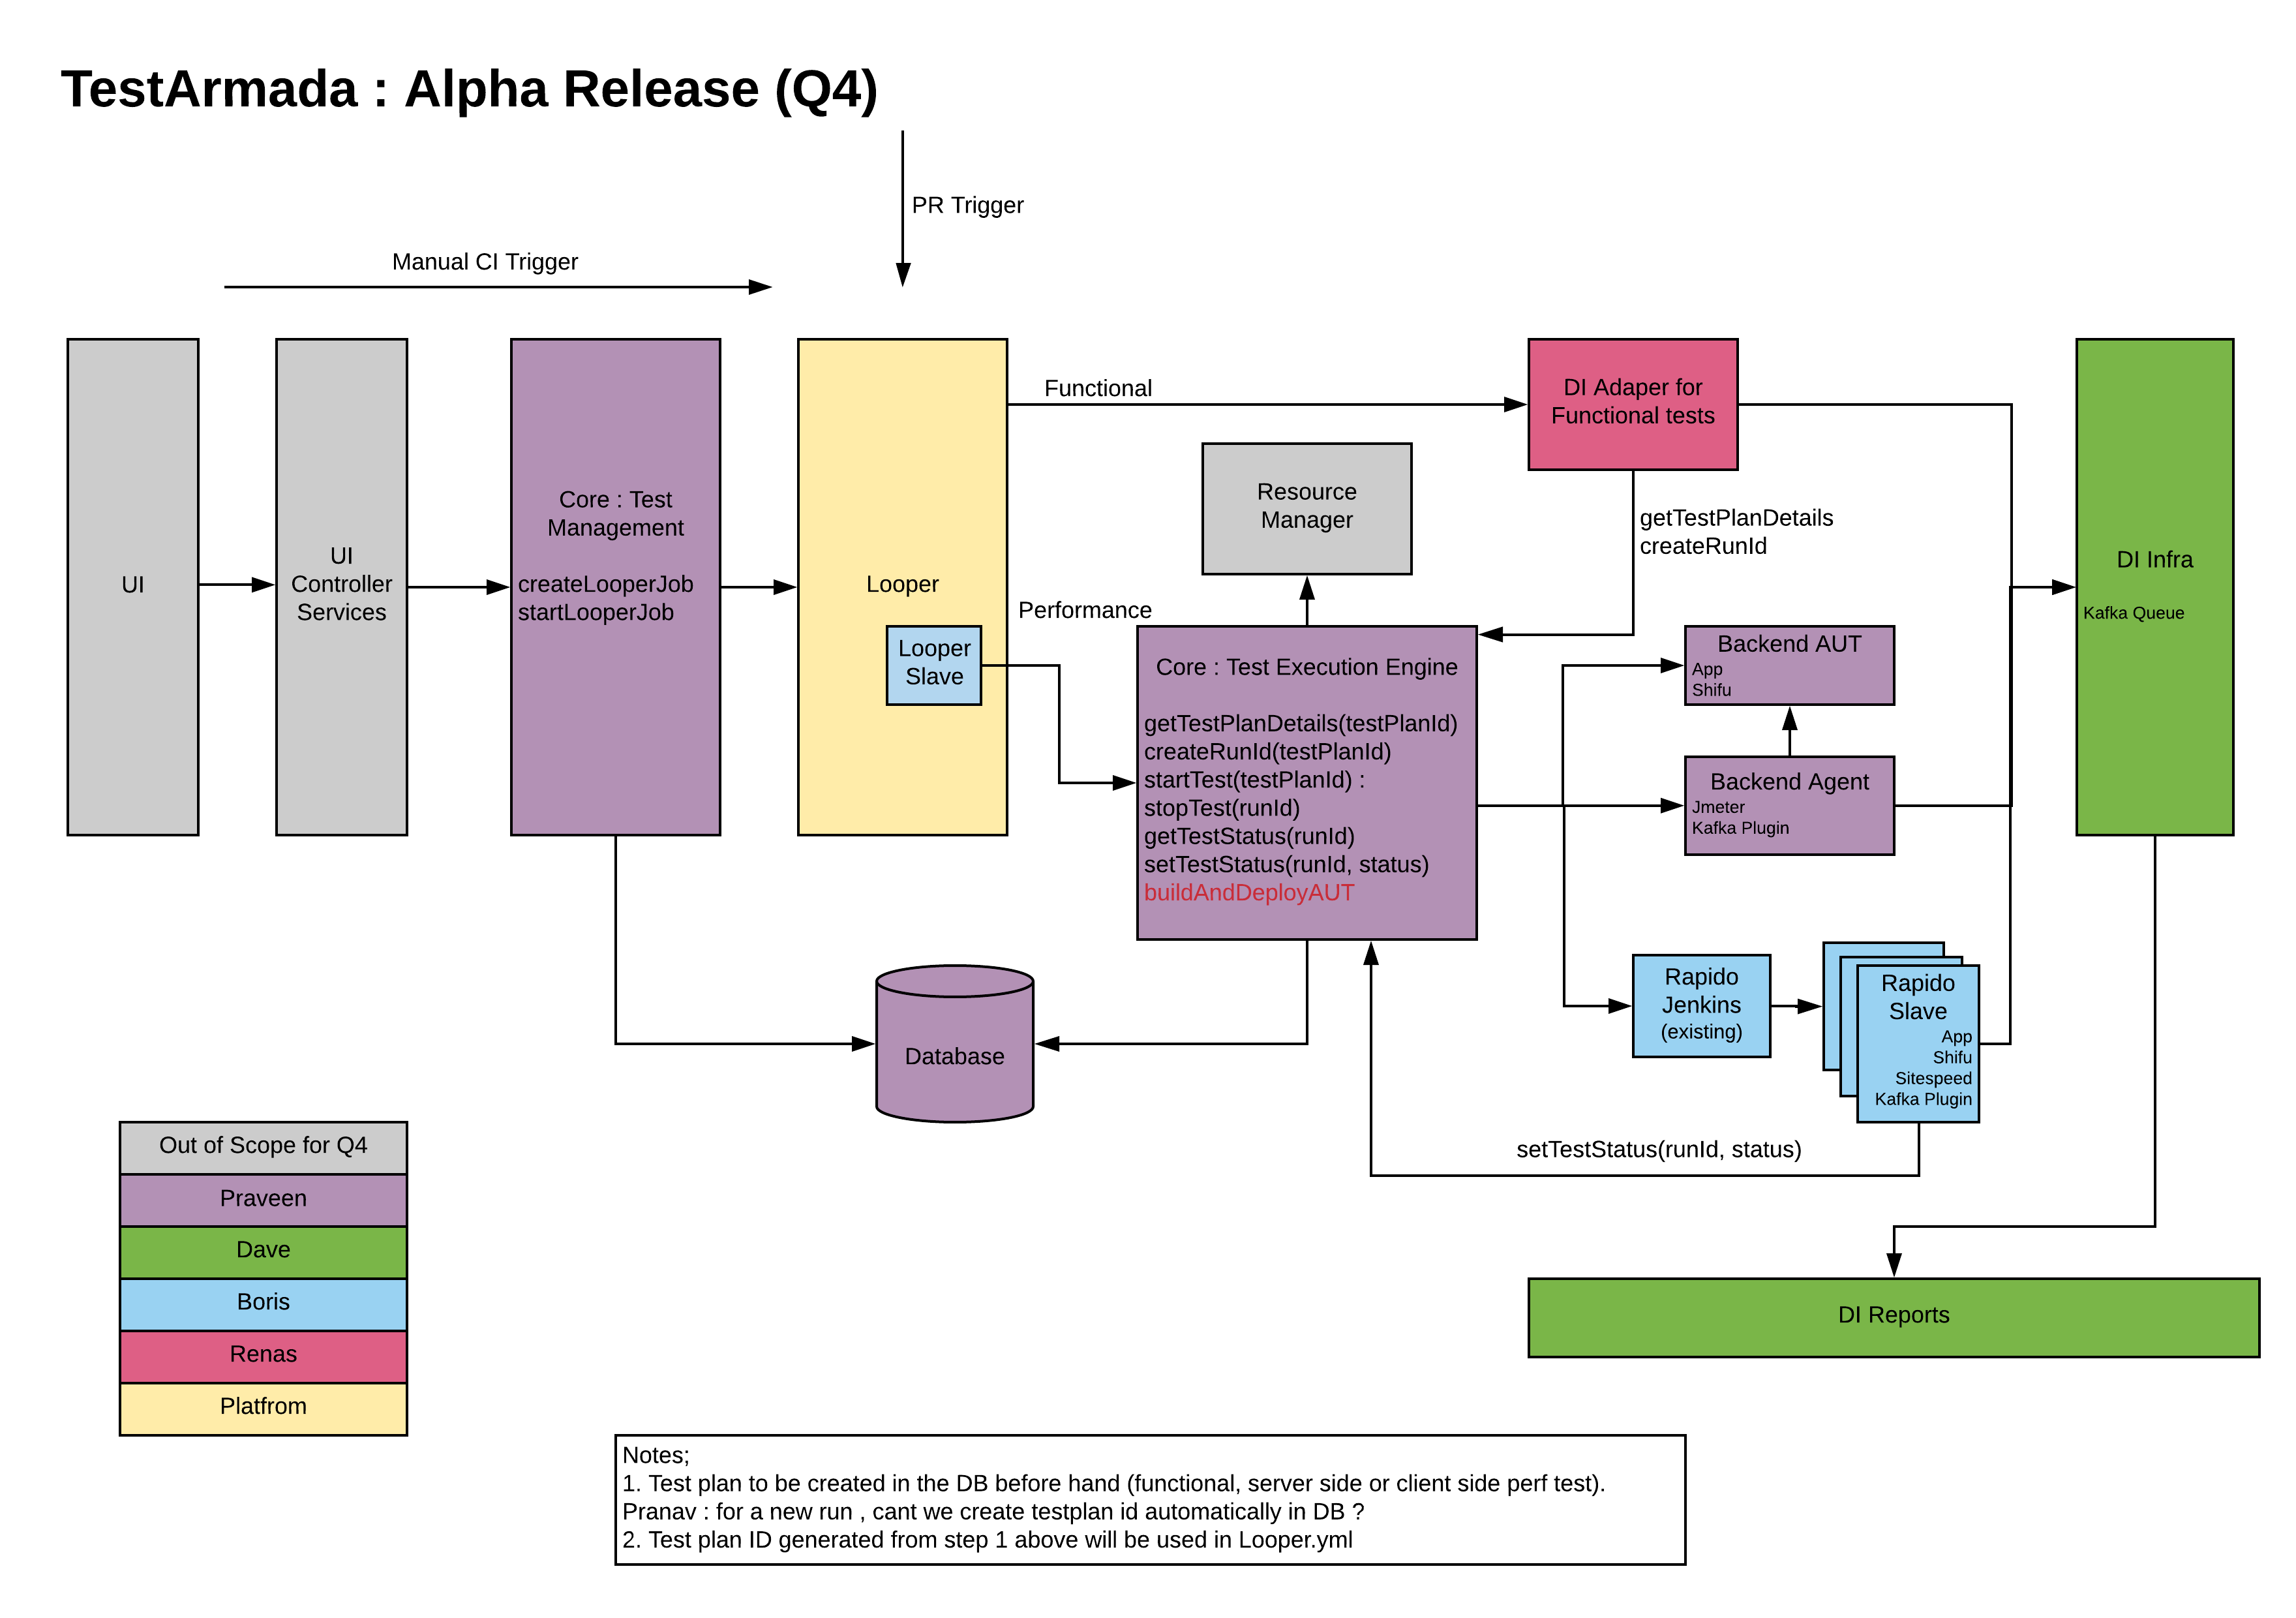 TestArmada : Alpha Release (Q4)
PR Trigger
Manual CI Trigger
UI
UI
Controller
Services
Core : Test
Management
createLooperJob
startLooperJob
Looper
Looper
Slave
Functional
Performance
Resource
Manager
DI Adaper for
Functional tests
getTestPlanDetails
createRunId
Core : Test Execution Engine
getTestPlanDetails(testPlanId)
createRunId(testPlanId)
startTest(testPlanId) :
stopTest(runId)
getTestStatus(runId)
setTestStatus(runId, status)
buildAndDeployAUT
Backend AUT
App
Shifu
Backend Agent
Jmeter
Kafka Plugin
DI Infra
Kafka Queue
Rapido
Jenkins
(existing)
Rapido
Slave
App
Shifu
Sitespeed
Kafka Plugin
Database
setTestStatus(runId, status)
DI Reports
Out of Scope for Q4
Praveen
Dave
Boris
Renas
Platfrom
Notes;
1. Test plan to be created in the DB before hand (functional, server side or client side perf test).
Pranav : for a new run , cant we create testplan id automatically in DB ?
2. Test plan ID generated from step 1 above will be used in Looper.yml